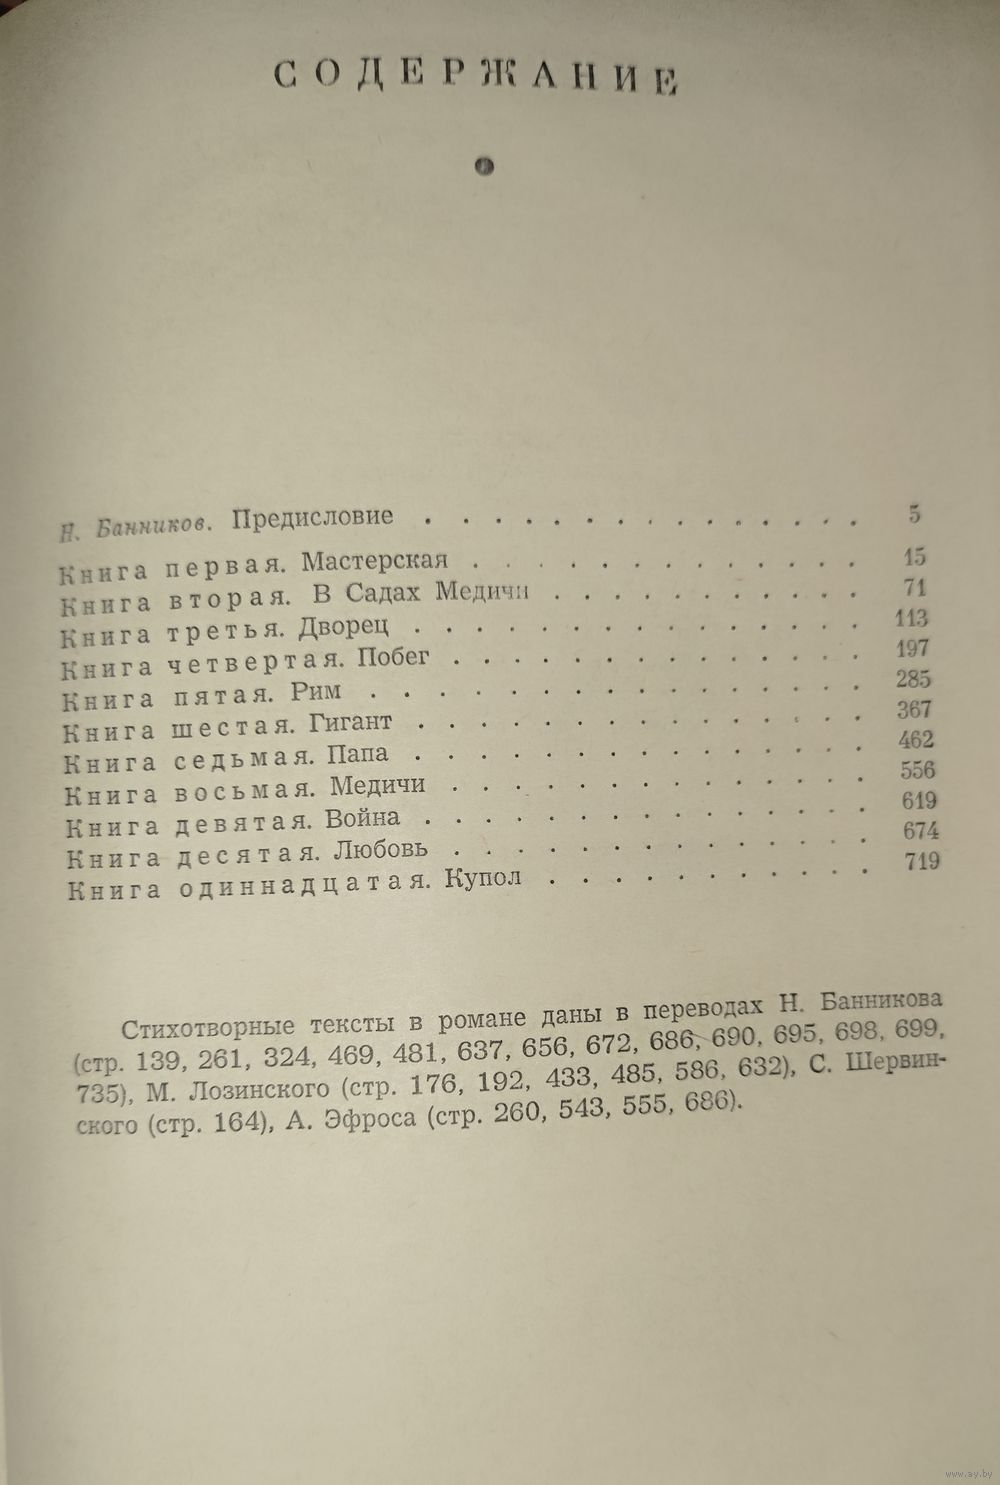 СОДЕРЖАНИЕ
Н. Банников. Предисловие . . . . . . . . . . . . . . 5
Книга первая. Мастерская . . . . . . . . . . . . . 15
Книга вторая. В Садах Медичи . . . . . . . . . . 71
Книга третья. Дворец . . . . . . . . . . . . . . . 113
Книга четвертая. Побег . . . . . . . . . . . . . 197
Книга пятая. Рим . . . . . . . . . . . . . . . . 285
Книга шестая. Гигант . . . . . . . . . . . . . . 367
Книга седьмая. Папа . . . . . . . . . . . . . . . 462
Книга восьмая. Медичи . . . . . . . . . . . . . 556
Книга девятая. Война . . . . . . . . . . . . . . 619
Книга десятая. Любовь . . . . . . . . . . . . . 674
Книга одиннадцатая. Купол . . . . . . . . . . . 719
Стихотворные тексты в романе даны в переводах Н. Банникова
(стр. 139, 261, 324, 469, 481, 637, 656, 672, 686, 690, 695, 698, 699,
735), М. Лозинского (стр. 176, 192, 433, 485, 586, 632), С. Шервин-
ского (стр. 164), А. Эфроса (стр. 260, 543, 555, 686).
www.ay.by